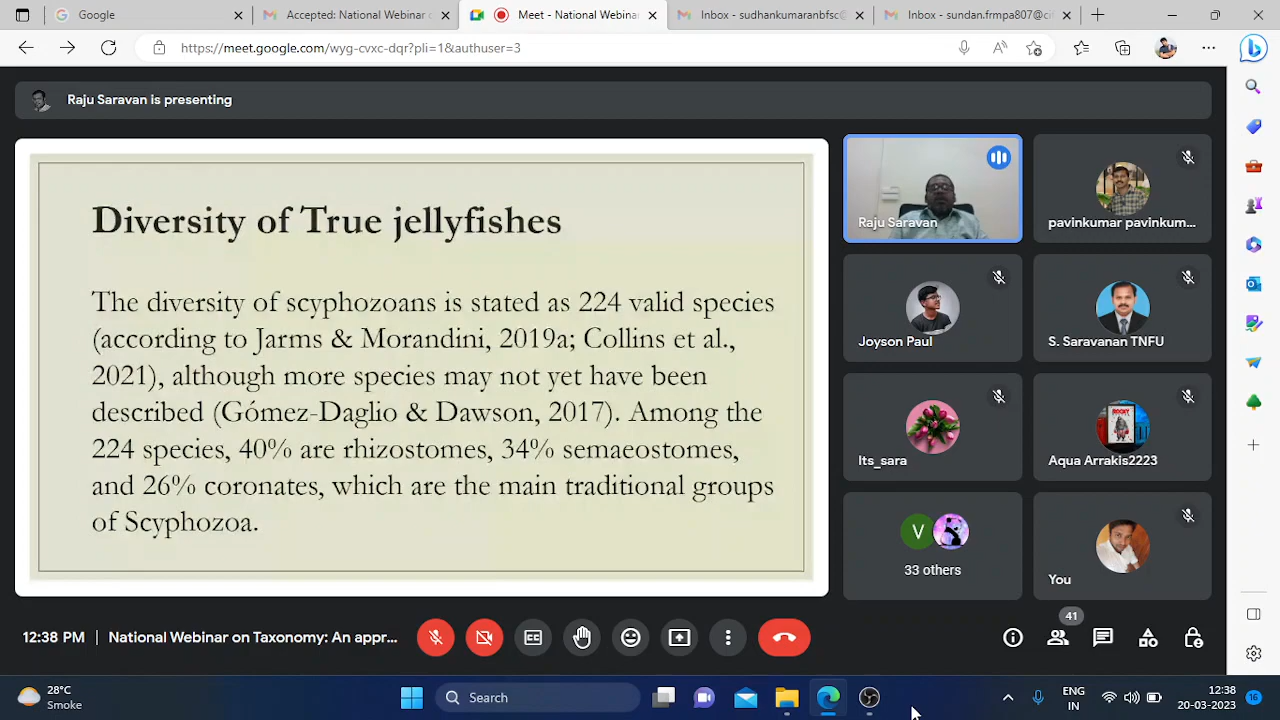 Google
Accepted: National Webinar o
Meet - National Webinar
Inbox - sudhankumaranbfsc@
Inbox - sundan.frmpa807@ci
https://meet.google.com/wyg-cvxc-dqr?pli=1&authuser=3
Raju Saravan is presenting
Diversity of True jellyfishes
The diversity of scyphozoans is stated as 224 valid species
(according to Jarms & Morandini, 2019a; Collins et al.,
2021), although more species may not yet have been
described (Gómez-Daglio & Dawson, 2017). Among the
224 species, 40% are rhizostomes, 34% semaeostomes,
and 26% coronates, which are the main traditional groups
of Scyphozoa.
Raju Saravan
pavinkumar pavinkum...
Joyson Paul
S. Saravanan TNFU
Its_sara
Aqua Arrakis2223
V
33 others
You
12:38 PM | National Webinar on Taxonomy: An appr...
41
28°C
Smoke
Search
ENG
IN
12:38
20-03-2023
16